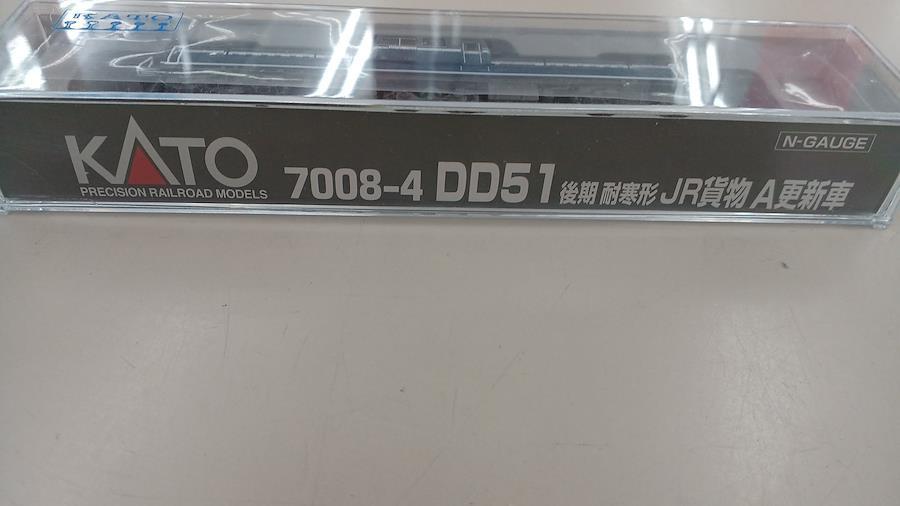 N-GAUGE
KATO
PRECISION RAILROAD MODELS
7008-4 DD51 後期 耐寒形 JR貨物 A更新車